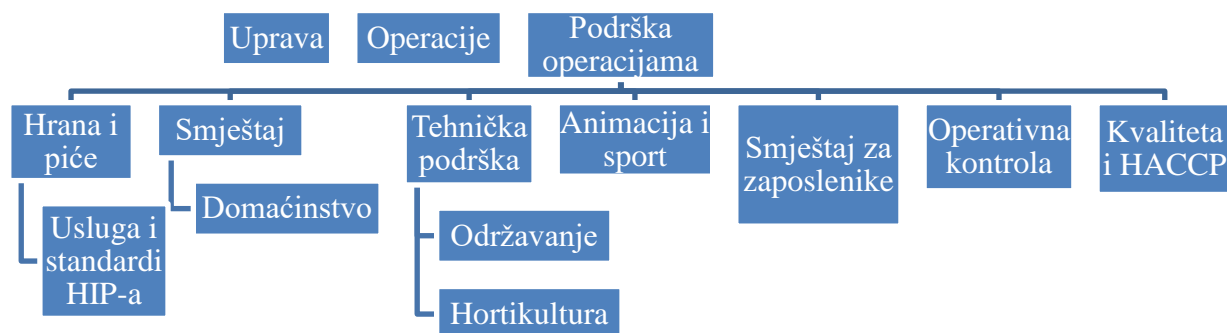 Uprava
Operacije
Podrška
operacijama
Hrana i
piće
Smještaj
Tehnička
podrška
Animacija i
sport
Smještaj za
zaposlenike
Operativna
kontrola
Kvaliteta
i HACCP
Usluga i
standardi
HIP-a
Domaćinstvo
Održavanje
Hortikultura